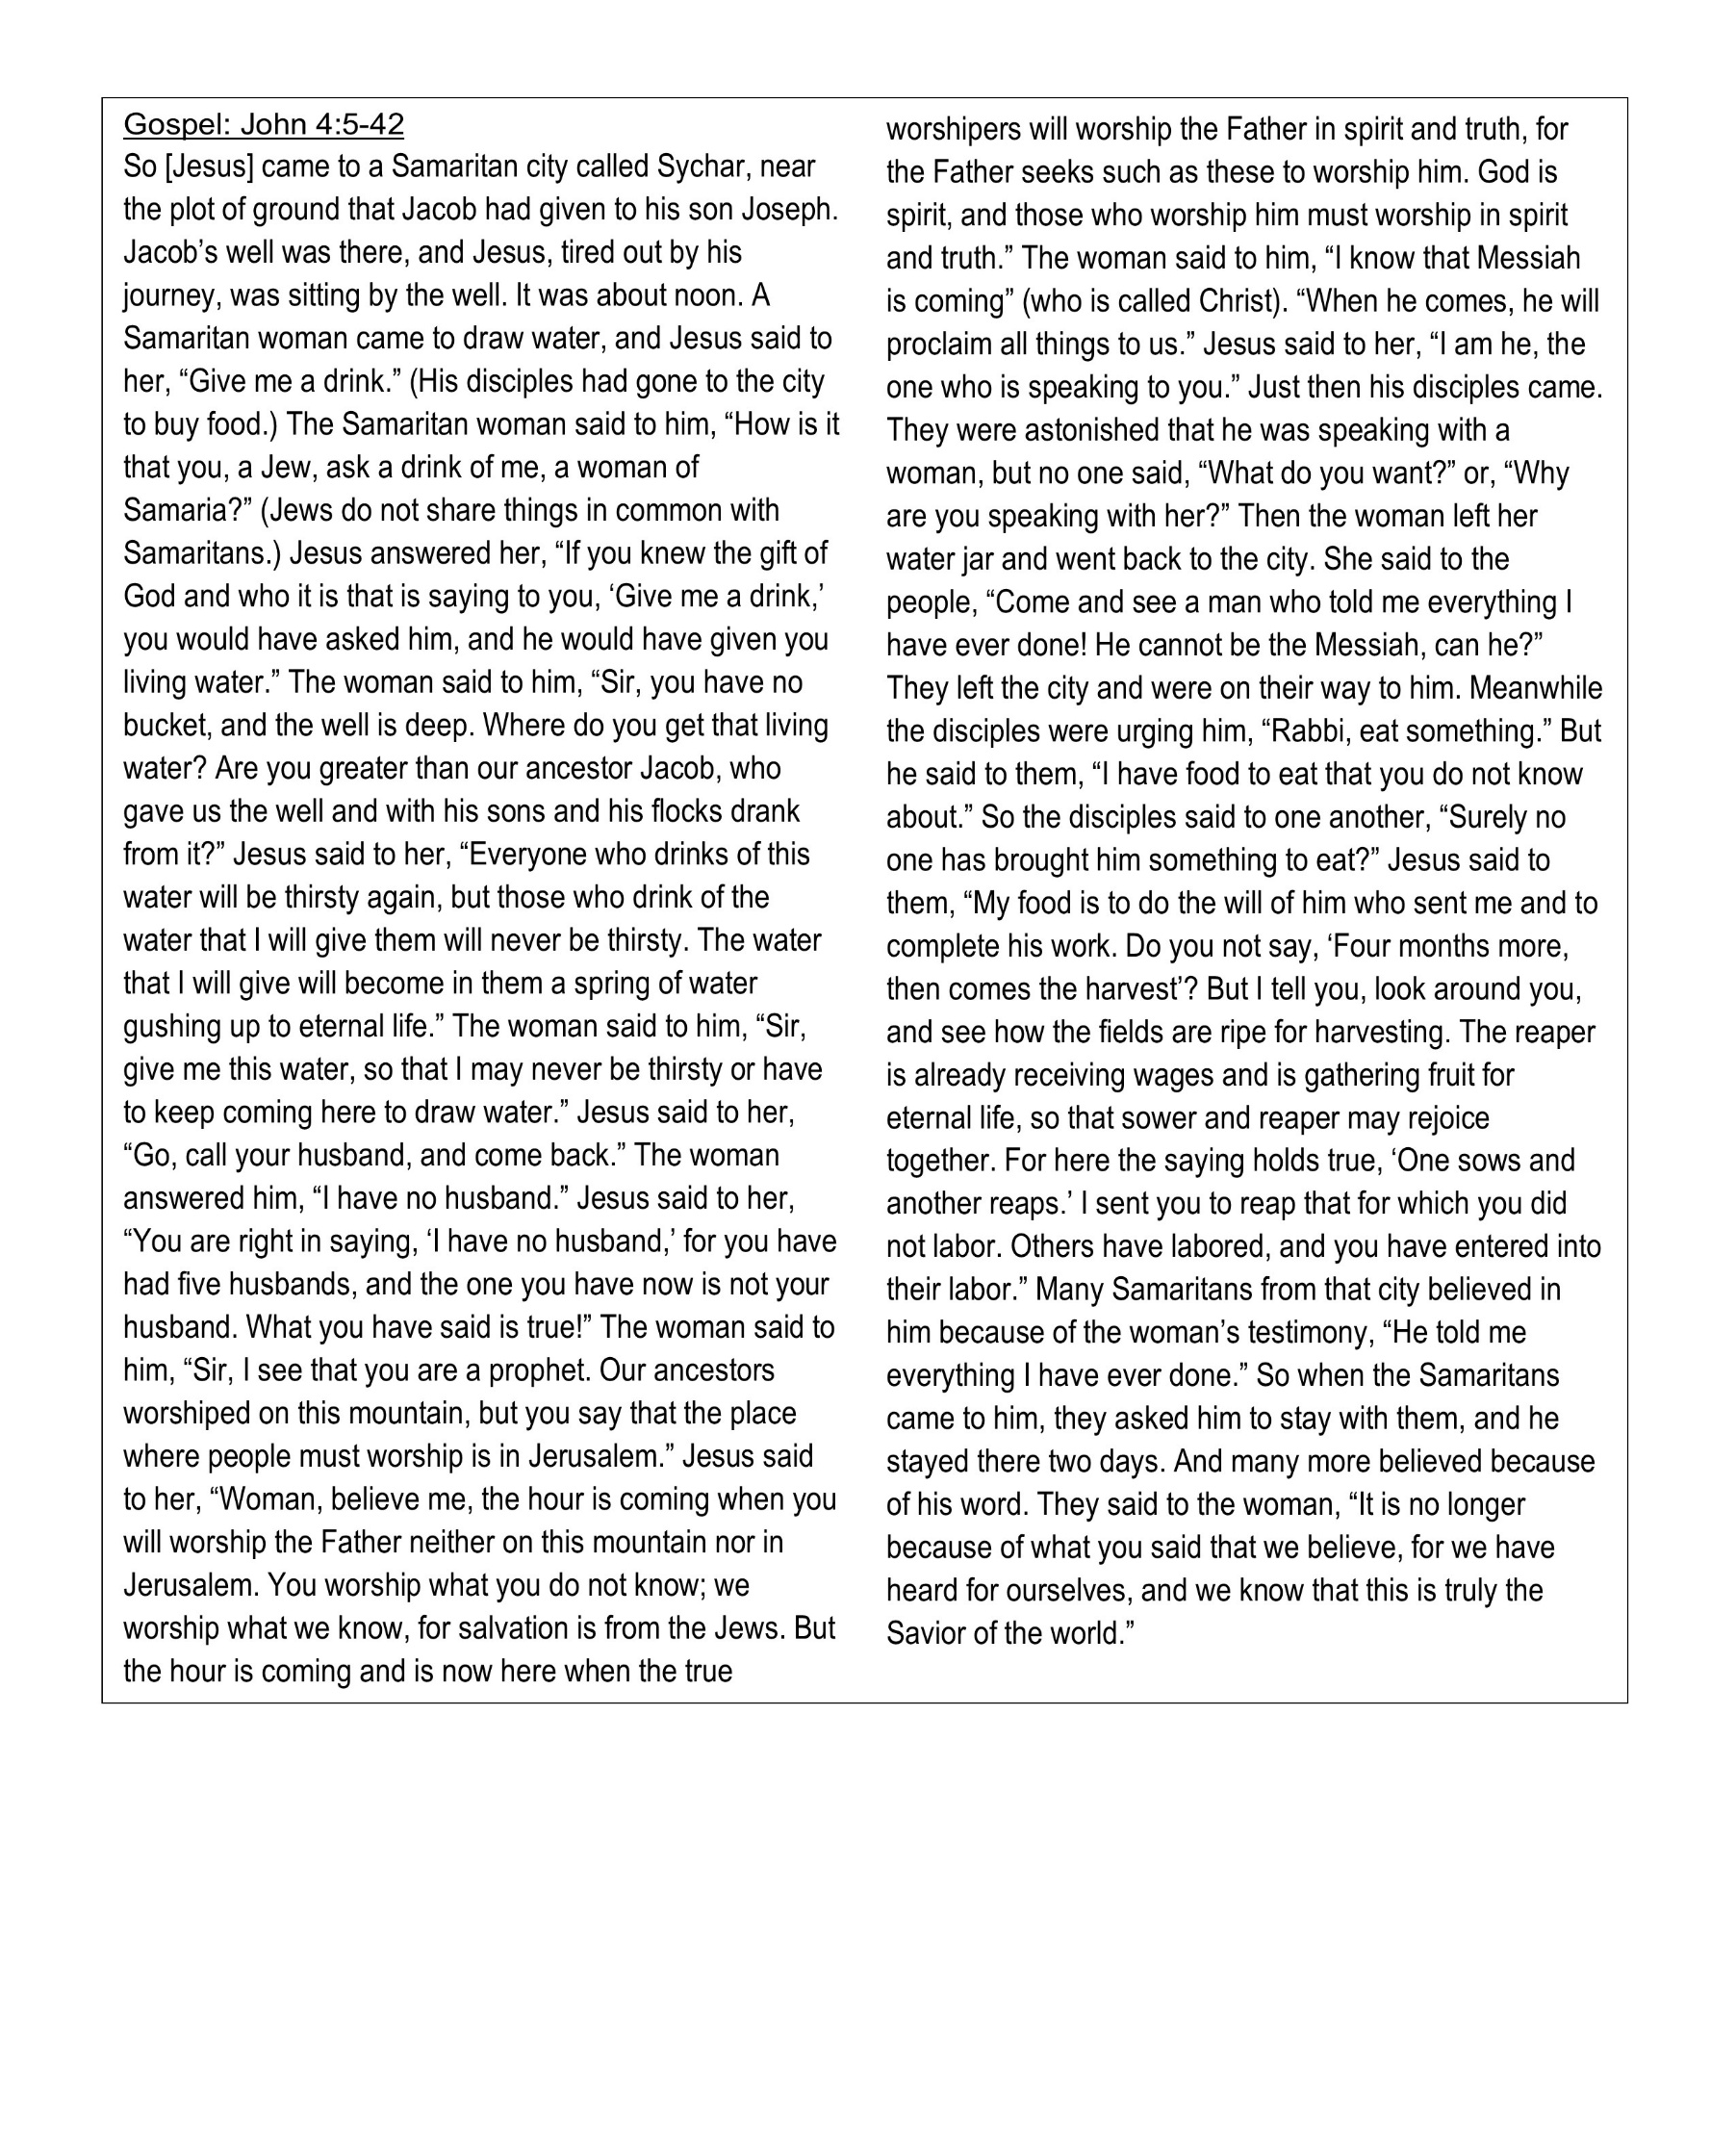 Gospel: John 4:5-42
So [Jesus] came to a Samaritan city called Sychar, near
the plot of ground that Jacob had given to his son Joseph.
Jacob’s well was there, and Jesus, tired out by his
journey, was sitting by the well. It was about noon. A
Samaritan woman came to draw water, and Jesus said to
her, “Give me a drink.” (His disciples had gone to the city
to buy food.) The Samaritan woman said to him, “How is it
that you, a Jew, ask a drink of me, a woman of
Samaria?” (Jews do not share things in common with
Samaritans.) Jesus answered her, “If you knew the gift of
God and who it is that is saying to you, ‘Give me a drink,’
you would have asked him, and he would have given you
living water.” The woman said to him, “Sir, you have no
bucket, and the well is deep. Where do you get that living
water? Are you greater than our ancestor Jacob, who
gave us the well and with his sons and his flocks drank
from it?” Jesus said to her, “Everyone who drinks of this
water will be thirsty again, but those who drink of the
water that I will give them will never be thirsty. The water
that I will give will become in them a spring of water
gushing up to eternal life.” The woman said to him, “Sir,
give me this water, so that I may never be thirsty or have
to keep coming here to draw water.” Jesus said to her,
“Go, call your husband, and come back.” The woman
answered him, “I have no husband.” Jesus said to her,
“You are right in saying, ‘I have no husband,’ for you have
had five husbands, and the one you have now is not your
husband. What you have said is true!” The woman said to
him, “Sir, I see that you are a prophet. Our ancestors
worshiped on this mountain, but you say that the place
where people must worship is in Jerusalem.” Jesus said
to her, “Woman, believe me, the hour is coming when you
will worship the Father neither on this mountain nor in
Jerusalem. You worship what you do not know; we
worship what we know, for salvation is from the Jews. But
the hour is coming and is now here when the true
worshipers will worship the Father in spirit and truth, for
the Father seeks such as these to worship him. God is
spirit, and those who worship him must worship in spirit
and truth.” The woman said to him, “I know that Messiah
is coming” (who is called Christ). “When he comes, he will
proclaim all things to us.” Jesus said to her, “I am he, the
one who is speaking to you.” Just then his disciples came.
They were astonished that he was speaking with a
woman, but no one said, “What do you want?” or, “Why
are you speaking with her?” Then the woman left her
water jar and went back to the city. She said to the
people, “Come and see a man who told me everything I
have ever done! He cannot be the Messiah, can he?”
They left the city and were on their way to him. Meanwhile
the disciples were urging him, “Rabbi, eat something.” But
he said to them, “I have food to eat that you do not know
about.” So the disciples said to one another, “Surely no
one has brought him something to eat?” Jesus said to
them, “My food is to do the will of him who sent me and to
complete his work. Do you not say, ‘Four months more,
then comes the harvest’? But I tell you, look around you,
and see how the fields are ripe for harvesting. The reaper
is already receiving wages and is gathering fruit for
eternal life, so that sower and reaper may rejoice
together. For here the saying holds true, ‘One sows and
another reaps.’ I sent you to reap that for which you did
not labor. Others have labored, and you have entered into
their labor.” Many Samaritans from that city believed in
him because of the woman’s testimony, “He told me
everything I have ever done.” So when the Samaritans
came to him, they asked him to stay with them, and he
stayed there two days. And many more believed because
of his word. They said to the woman, “It is no longer
because of what you said that we believe, for we have
heard for ourselves, and we know that this is truly the
Savior of the world.”